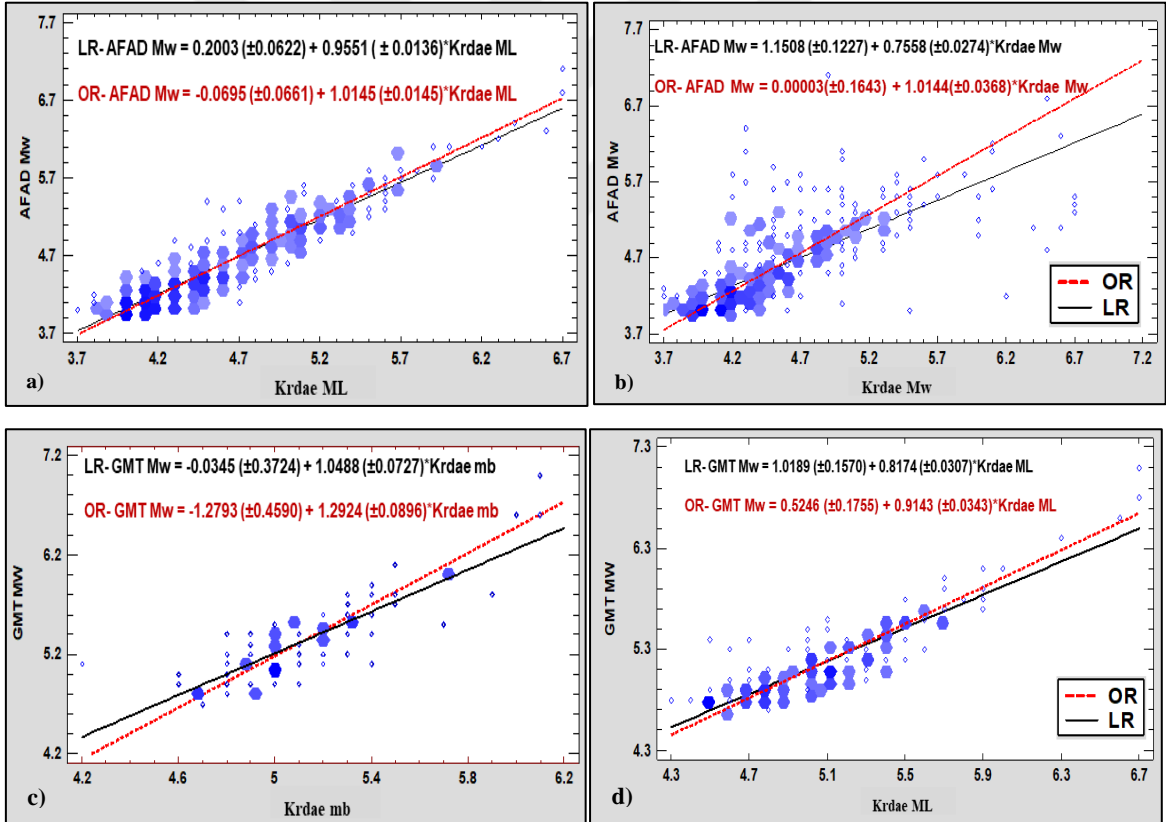 7.7
LR- AFAD Mw = 0.2003 (±0.0622) + 0.9551 ( ± 0.0136)*Krdae ML
OR- AFAD Mw = -0.0695 (±0.0661) + 1.0145 (±0.0145)*Krdae ML
6.7
5.7
4.7
3.7
AFAD Mw
3.7 4.2 4.7 5.2 5.7 6.2 6.7
a)
Krdae ML
7.7
LR- AFAD Mw = 1.1508 (±0.1227) + 0.7558 (±0.0274)*Krdae Mw
OR- AFAD Mw = 0.00003(±0.1643) + 1.0144(±0.0368)*Krdae Mw
6.7
5.7
4.7
3.7
AFAD Mw
OR
LR
3.7 4.2 4.7 5.2 5.7 6.2 6.7 7.2
b)
Krdae Mw
7.2
LR- GMT Mw = -0.0345 (±0.3724) + 1.0488 (±0.0727)*Krdae mb
OR- GMT Mw = -1.2793 (±0.4590) + 1.2924 (±0.0896)*Krdae mb
6.2
5.2
4.2
GMT MW
4.2 4.6 5 5.4 5.8 6.2
c)
Krdae mb
7.3
LR- GMT Mw = 1.0189 (±0.1570) + 0.8174 (±0.0307)*Krdae ML
OR- GMT Mw = 0.5246 (±0.1755) + 0.9143 (±0.0343)*Krdae ML
6.3
5.3
4.3
GMT MW
OR
LR
4.3 4.7 5.1 5.5 5.9 6.3 6.7
d)
Krdae ML